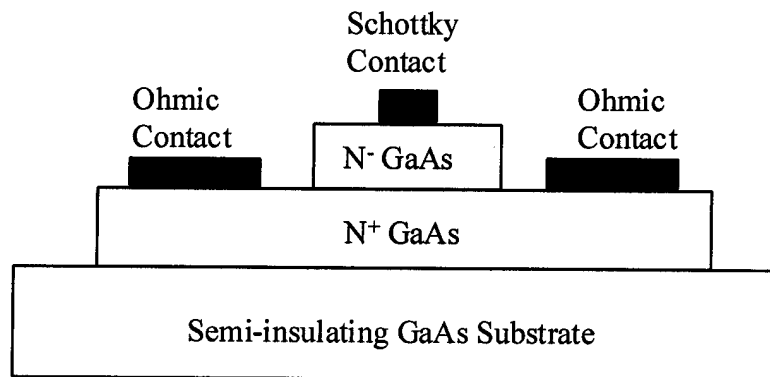 Schottky
Contact
Ohmic
Contact
Ohmic
Contact
N⁻ GaAs
N⁺ GaAs
Semi-insulating GaAs Substrate